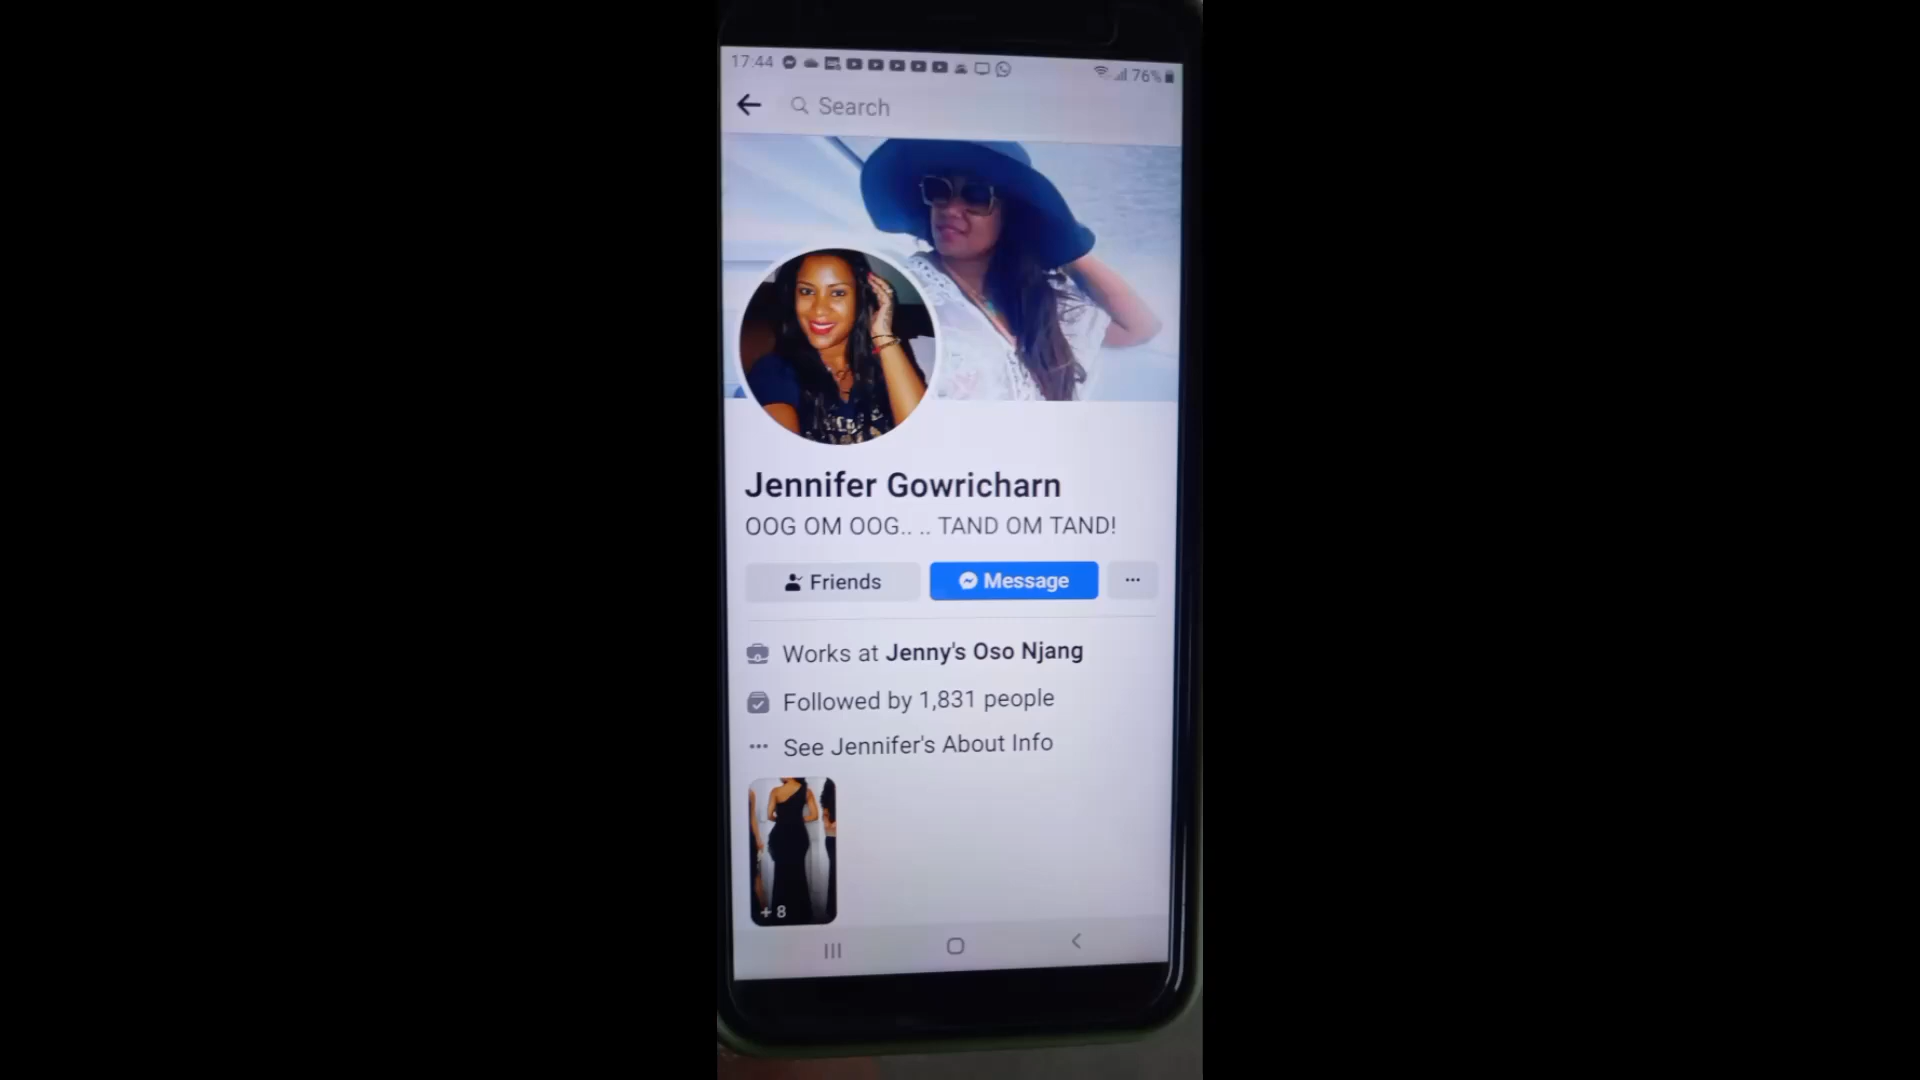 17:44 76%
Search
Jennifer Gowricharn
OOG OM OOG.. .. TAND OM TAND!
Friends Message
Works at Jenny's Oso Njang
Followed by 1,831 people
See Jennifer's About Info
+ 8